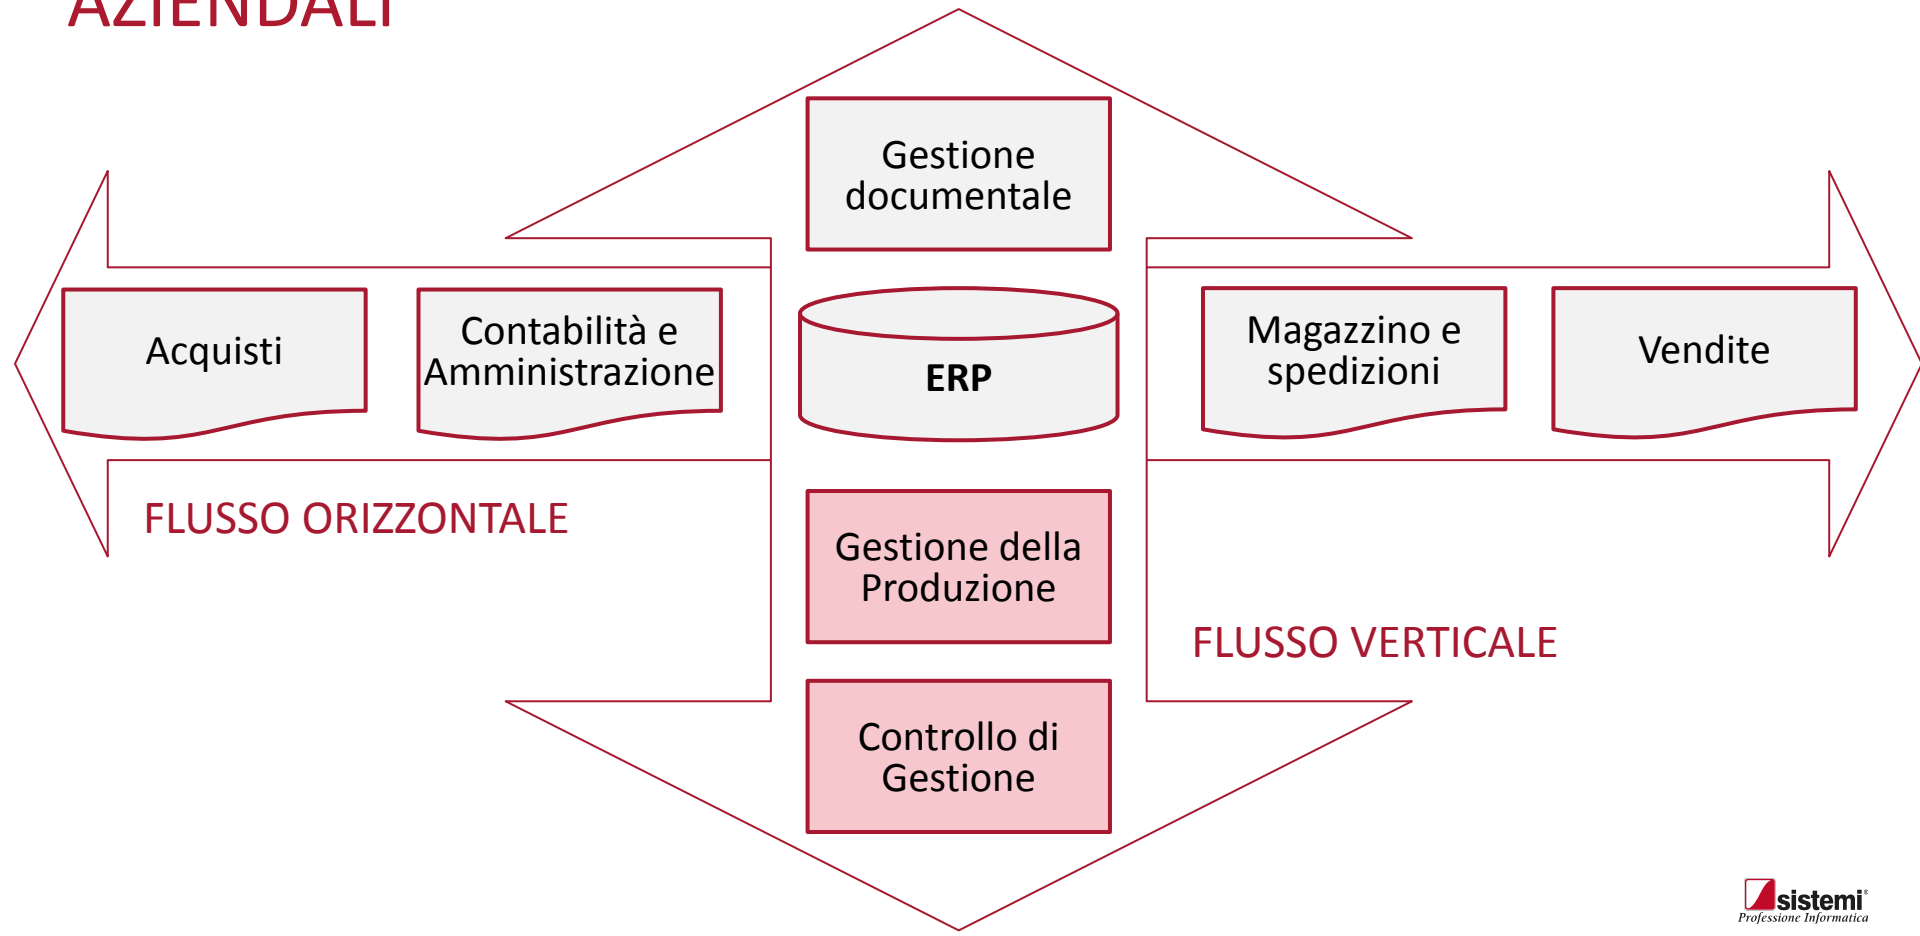 AZIENDALI
Gestione
documentale
Acquisti
Contabilità e
Amministrazione
ERP
Magazzino e
spedizioni
Vendite
FLUSSO ORIZZONTALE
Gestione della
Produzione
FLUSSO VERTICALE
Controllo di
Gestione
sistemi®
Professione Informatica